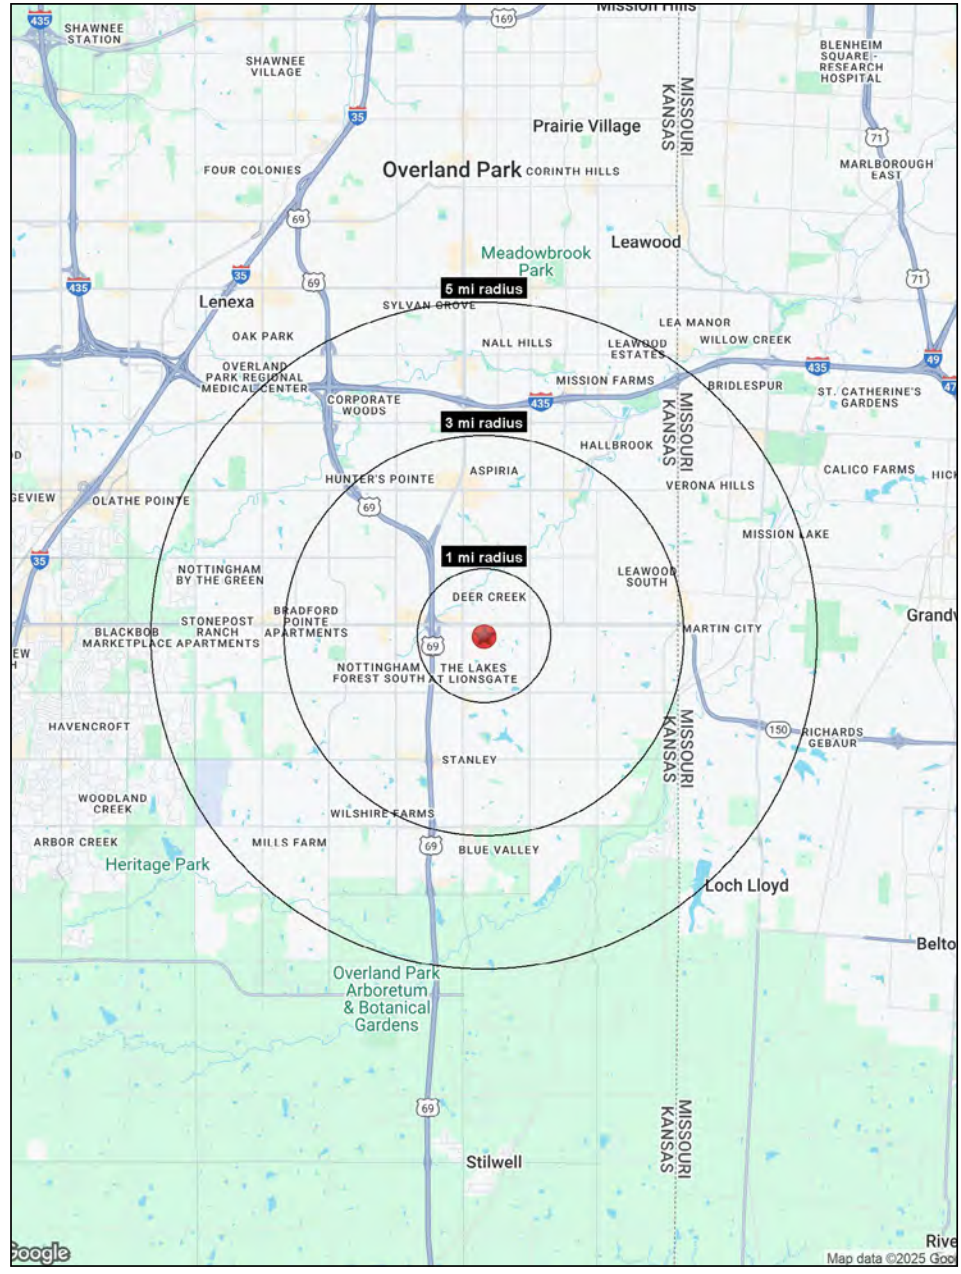 Mission Hills
435
169
SHAWNEE
STATION
SHAWNEE
VILLAGE
BLENHEIM
SQUARE -
RESEARCH
HOSPITAL
MISSOURI
KANSAS
35
Prairie Village
71
FOUR COLONIES
Overland Park
CORINTH HILLS
MARLBOROUGH
EAST
69
Leawood
Meadowbrook
Park
35
69
435
71
5 mi radius
Lenexa
SYLVAN GROVE
LEA MANOR
OAK PARK
NALL HILLS
LEAWOOD
ESTATES
WILLOW CREEK
49
OVERLAND
PARK REGIONAL
MEDICAL CENTER
MISSION FARMS
435
BRIDLESPUR
47
CORPORATE
WOODS
435
ST. CATHERINE'S
GARDENS
MISSOURI
KANSAS
3 mi radius
HALLBROOK
D
ASPIRIA
CALICO FARMS
HICK
HUNTER'S POINTE
VERONA HILLS
GEVIEW
OLATHE POINTE
69
MISSION LAKE
35
1 mi radius
NOTTINGHAM
BY THE GREEN
LEAWOOD
SOUTH
DEER CREEK
BRADFORD
POINTE
APARTMENTS
Grandv
STONEPOST
RANCH
APARTMENTS
BLACKBOB
MARKETPLACE
MARTIN CITY
EW
H
69
NOTTINGHAM
FOREST SOUTH
THE LAKES
AT LIONSGATE
HAVENCROFT
MISSOURI
KANSAS
150
RICHARDS
GEBAUR
STANLEY
WOODLAND
CREEK
WILSHIRE FARMS
ARBOR CREEK
MILLS FARM
69
BLUE VALLEY
Heritage Park
Loch Lloyd
Belto
Overland Park
Arboretum
& Botanical
Gardens
69
MISSOURI
KANSAS
Stilwell
Rive
Google
Map data ©2025 Goo